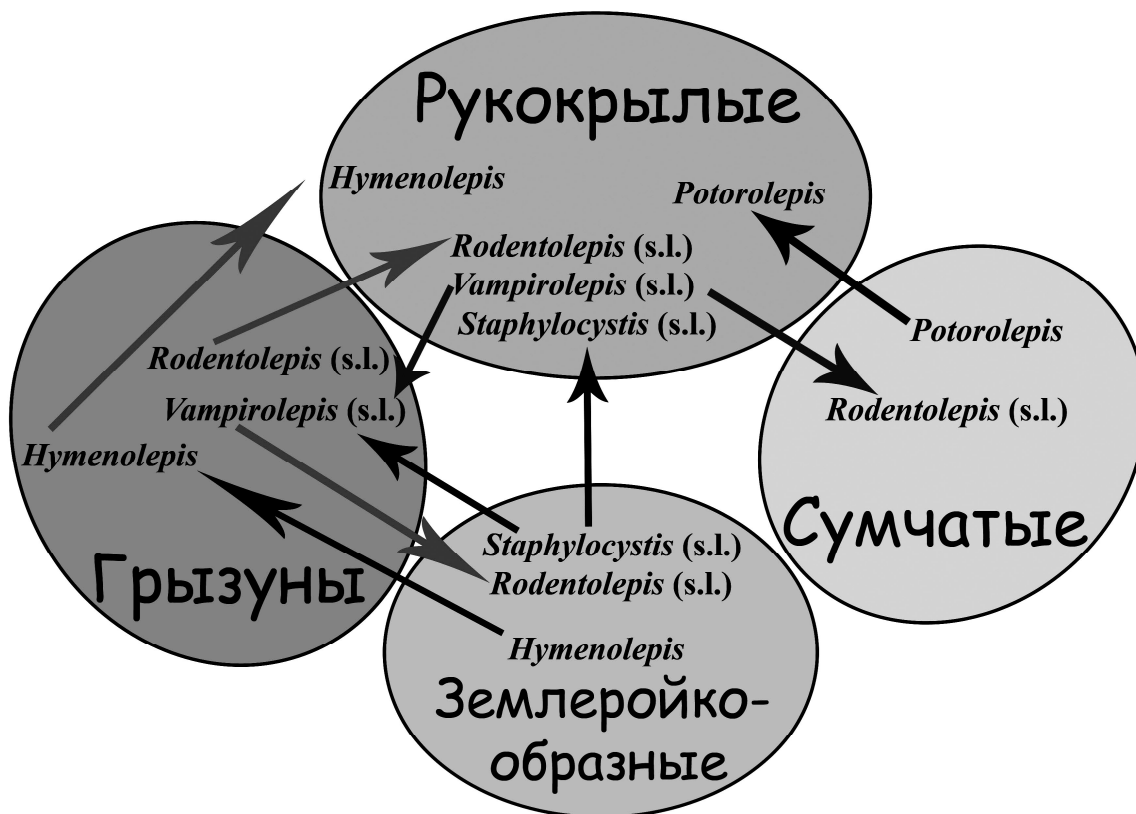 Рукокрылые
Hymenolepis
Potorolepis
Rodentolepis (s.l.)
Vampirolepis (s.l.)
Staphylocystis (s.l.)
Rodentolepis (s.l.)
Vampirolepis (s.l.)
Hymenolepis
Грызуны
Potorolepis
Rodentolepis (s.l.)
Сумчатые
Staphylocystis (s.l.)
Rodentolepis (s.l.)
Hymenolepis
Землеройко-
образные